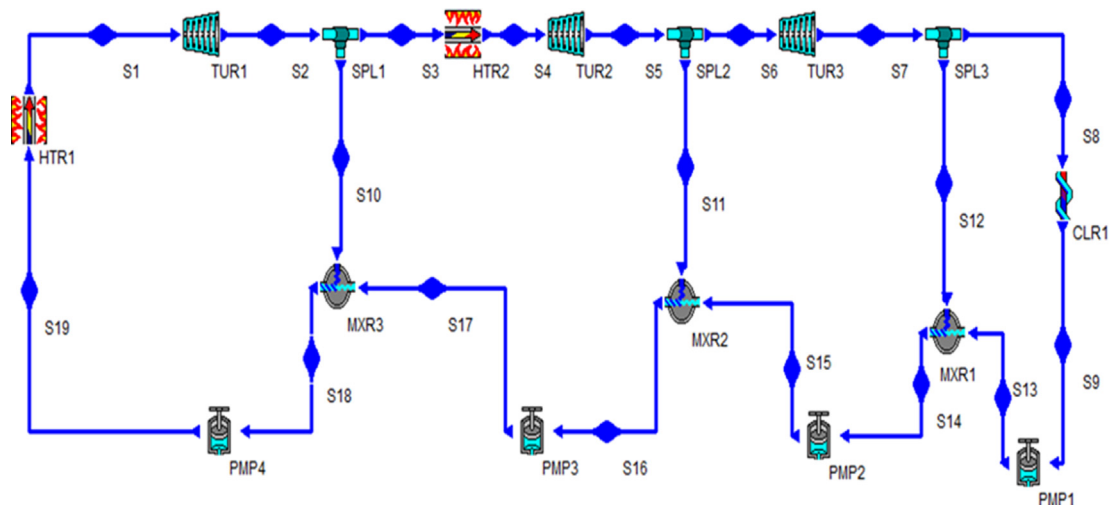 S1 TUR1 S2 SPL1 S3 HTR2 S4 TUR2 S5 SPL2 S6 TUR3 S7 SPL3
HTR1
S8
S10
S11
S12
CLR1
S19
MXR3
S17
MXR2
S15
MXR1
S13
S9
S18
S14
PMP4
PMP3
S16
PMP2
PMP1